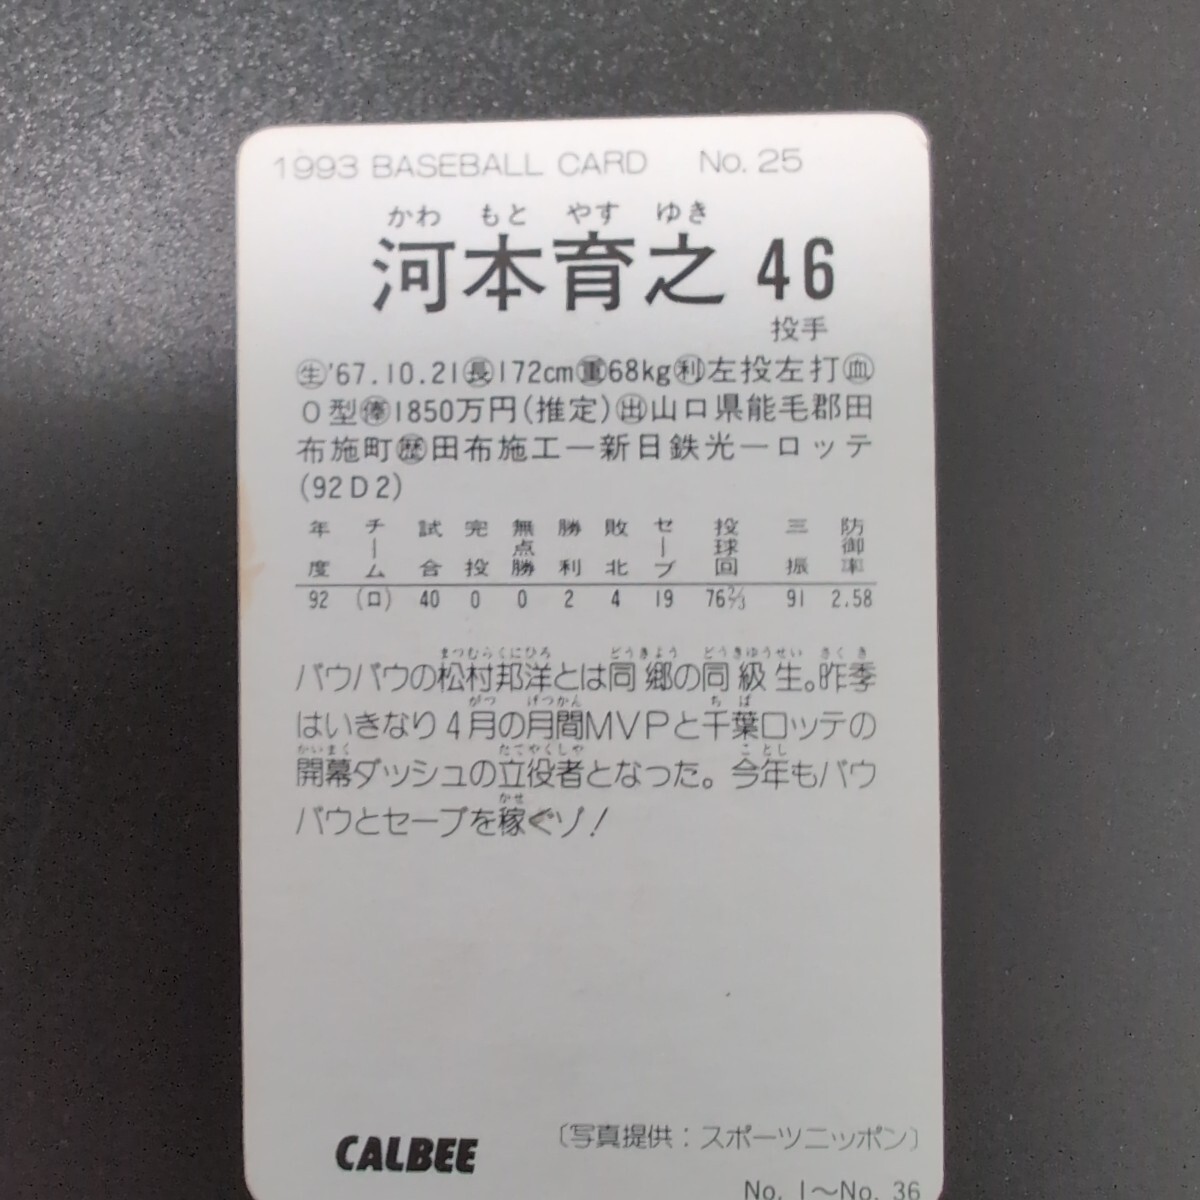 1993 BASEBALL CARD No. 25
かわ もと やす ゆき
河本育之 46
投手
㊤'67.10.21㊐172cm㊥68kg㊨左投左打㊋
O型㊌1850万円(推定)㊍山口県能毛郡田
布施町㊎田布施工―新日鉄光―ロッテ
(92D2)
年度 チーム 試合 完投 無点勝 勝利 敗北 セーブ 投球回 三振 防御率
92 (ロ) 40 0 0 2 4 19 76⅔ 91 2.58
まつむらくにひろ どうきょう どうきゅうせい さくき
バウバウの松村邦洋とは同郷の同級生。昨季
がつ げつかん ちば
はいきなり4月の月間MVPと千葉ロッテの
かいまく たてやくしゃ ことし
開幕ダッシュの立役者となった。今年もバウ
かせ
バウとセーブを稼ぐゾ!
CALBEE
〔写真提供:スポーツニッポン〕
No. 1〜No. 36